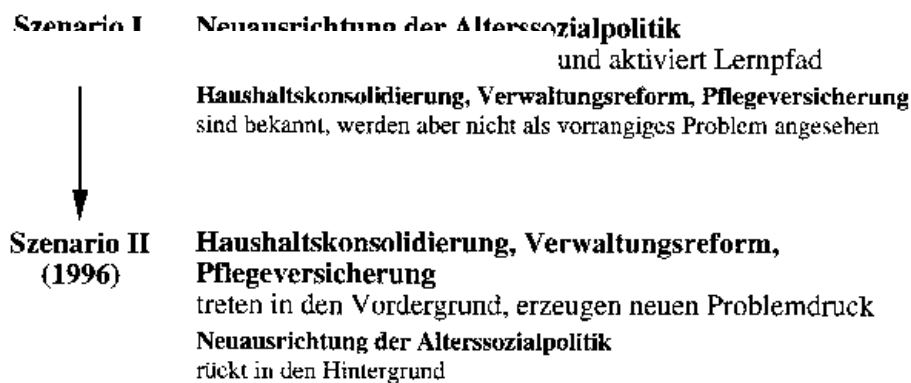 Szenario I Neuausrichtung der Alterssozialpolitik
und aktiviert Lernpfad
Haushaltskonsolidierung, Verwaltungsreform, Pflegeversicherung
sind bekannt, werden aber nicht als vorrangiges Problem angesehen
Szenario II Haushaltskonsolidierung, Verwaltungsreform,
(1996) Pflegeversicherung
treten in den Vordergrund, erzeugen neuen Problemdruck
Neuausrichtung der Alterssozialpolitik
rückt in den Hintergrund